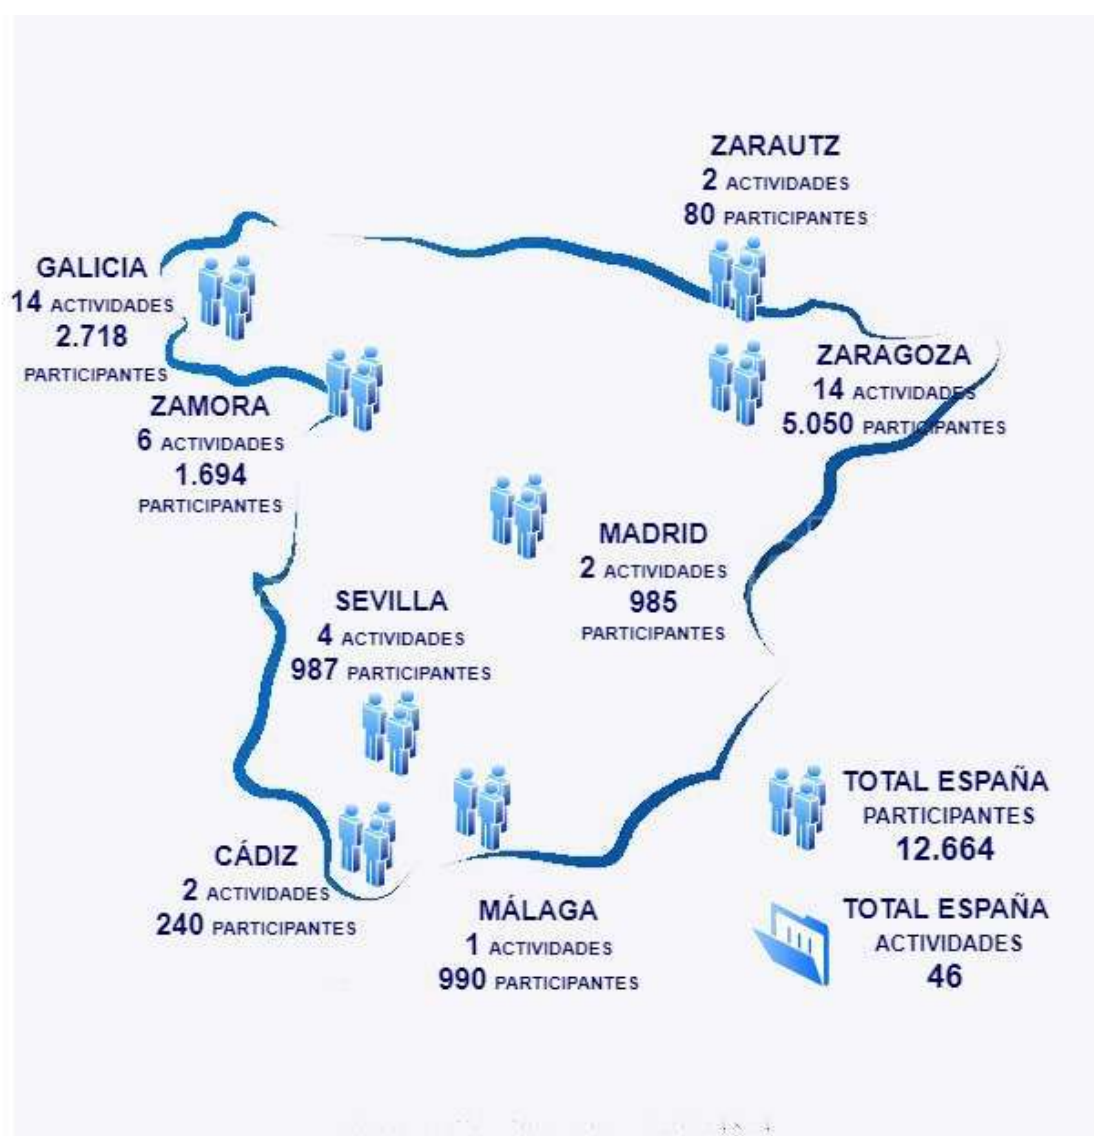 ZARAUTZ
2 ACTIVIDADES
80 PARTICIPANTES
GALICIA
14 ACTIVIDADES
2.718
PARTICIPANTES
ZARAGOZA
14 ACTIVIDADES
5.050 PARTICIPANTES
ZAMORA
6 ACTIVIDADES
1.694
PARTICIPANTES
MADRID
2 ACTIVIDADES
985
PARTICIPANTES
SEVILLA
4 ACTIVIDADES
987 PARTICIPANTES
CÁDIZ
2 ACTIVIDADES
240 PARTICIPANTES
MÁLAGA
1 ACTIVIDADES
990 PARTICIPANTES
TOTAL ESPAÑA
PARTICIPANTES
12.664
TOTAL ESPAÑA
ACTIVIDADES
46